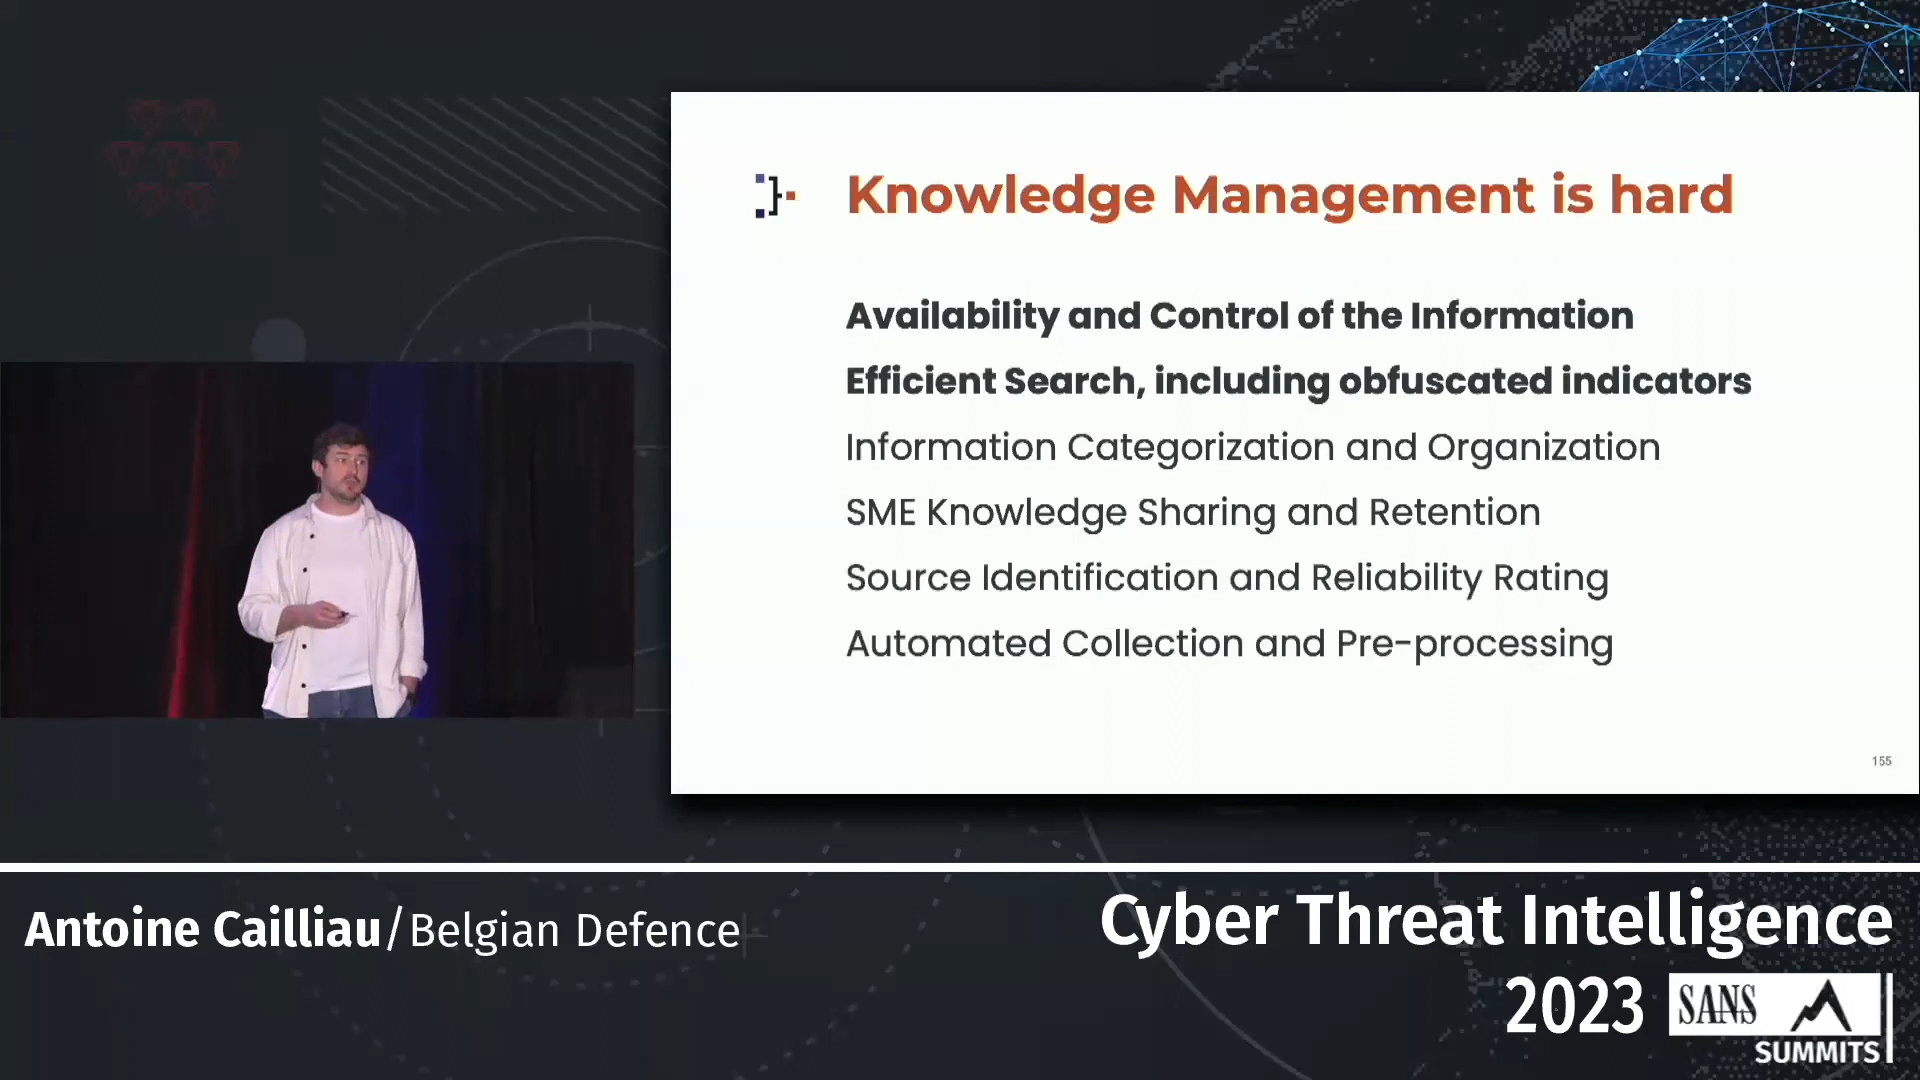 Knowledge Management is hard
Availability and Control of the Information
Efficient Search, including obfuscated indicators
Information Categorization and Organization
SME Knowledge Sharing and Retention
Source Identification and Reliability Rating
Automated Collection and Pre-processing
155
Antoine Cailliau/Belgian Defence
Cyber Threat Intelligence
2023
SANS
SUMMITS